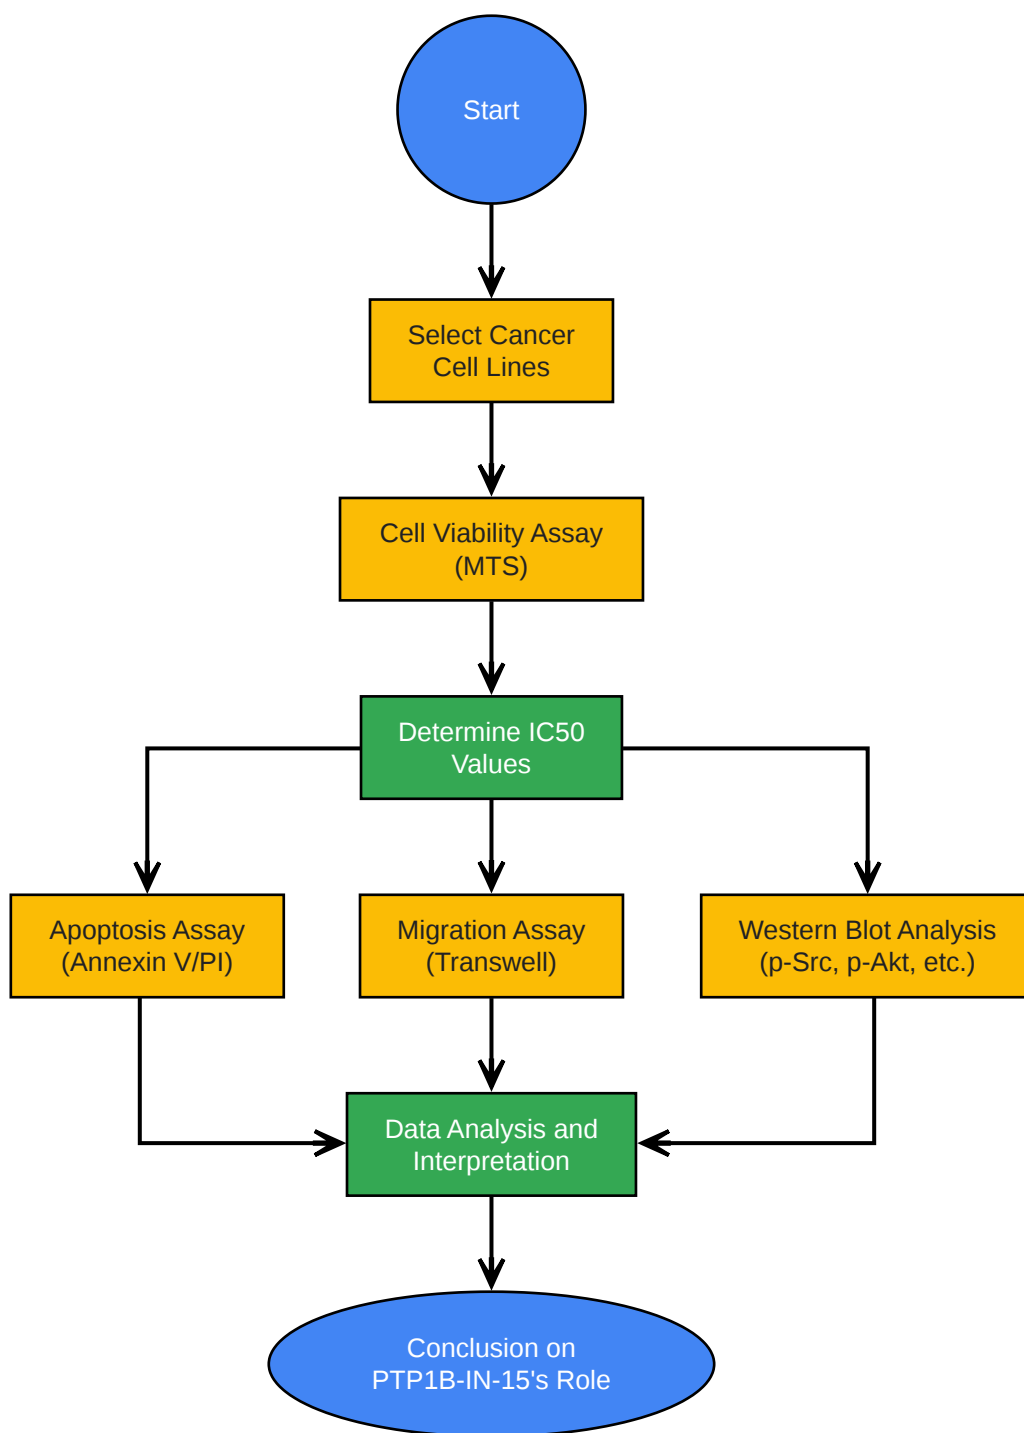 Start
Select Cancer
Cell Lines
Cell Viability Assay
(MTS)
Determine IC50
Values
Apoptosis Assay
(Annexin V/PI)
Migration Assay
(Transwell)
Western Blot Analysis
(p-Src, p-Akt, etc.)
Data Analysis and
Interpretation
Conclusion on
PTP1B-IN-15's Role